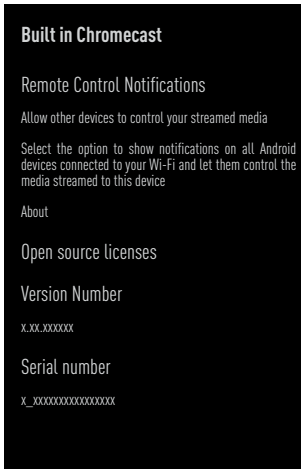 Built in Chromecast
Remote Control Notifications
Allow other devices to control your streamed media
Select the option to show notifications on all Android
devices connected to your Wi-Fi and let them control the
media streamed to this device
About
Open source licenses
Version Number
x.xx.xxxxxx
Serial number
x_xxxxxxxxxxxxxxxx